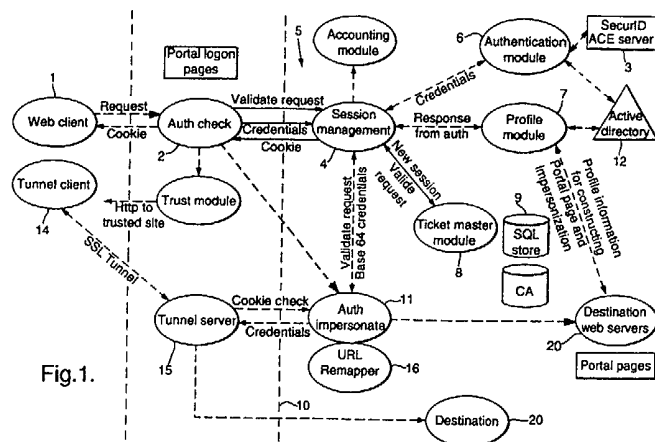 1
Web client
Request
Cookie
Portal logon
pages
Auth check
2
Validate request
Credentials
Cookie
5
Accounting
module
Session
management
4
Credentials
6
Authentication
module
SecurID
ACE server
3
Response
from auth
7
Profile
module
Active
directory
12
Tunnel client
14
Http to
trusted site
Trust module
SSL Tunnel
Validate request
Base 64 credentials
New session
Valide
request
Ticket master
module
8
9
SQL
store
CA
Profile information
for constructing
Portal page and
impersonization
Tunnel server
15
Cookie check
Credentials
11
Auth
impersonate
URL
Remapper
16
Destination
web servers
20
Portal pages
Fig.1.
10
Destination
20